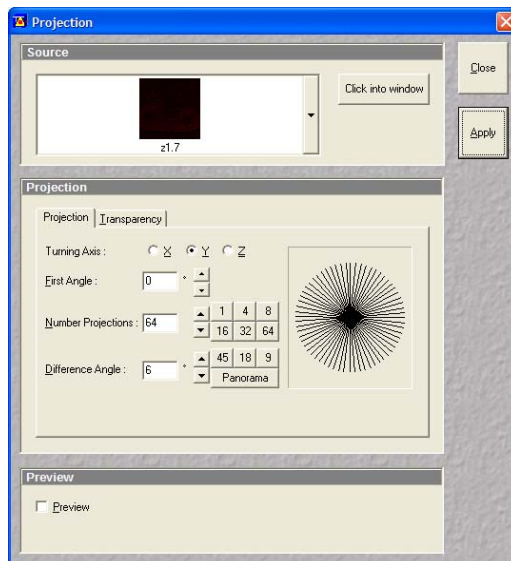 Projection
Source
z1.7
Click into window
Close
Apply
Projection
Projection Transparency
Turning Axis : X Y Z
First Angle : 0 °
Number Projections : 64 1 4 8
16 32 64
Difference Angle : 6 ° 45 18 9
Panorama
Preview
Preview